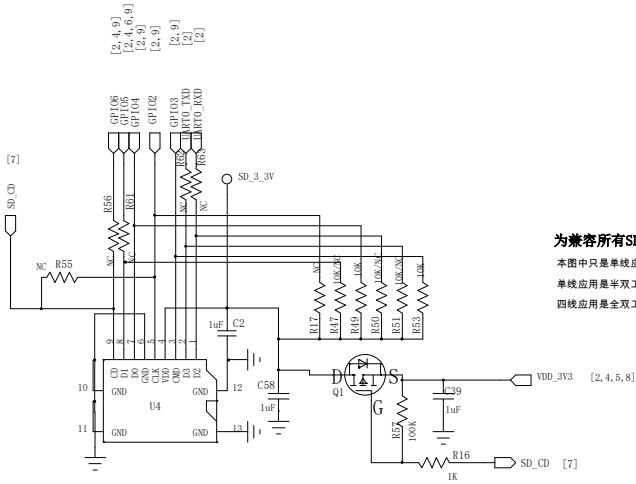 [2,4,9]
[2,4,6,9]
[2,9]
[2,9]
[2,9]
[2]
[2]
GPIO6
GPIO5
GPIO4
GPIO2
GPIO3
UART0_TXD
UART0_RXD
[7]
SD_CD
R56
R61
R62
R63
NC
NC
NC
NC
SD_3_3V
NC R55
为兼容所有SD
本图中只是单线应
单线应用是半双工
四线应用是全双工
NC
10K/NC
10K
10K/NC
10K/NC
10K
R17
R47
R49
R50
R51
R53
1uF C2
9 8 7 6 5 4 3 2 1
CD D1 D0 GND CLK VDD CMD D3 D2
10 GND
GND 12
U4
11 GND
GND 13
C58
1uF
D S
Q1
G
R57
100K
C39
1uF
VDD_3V3 [2,4,5,8]
R16
1K
SD_CD [7]